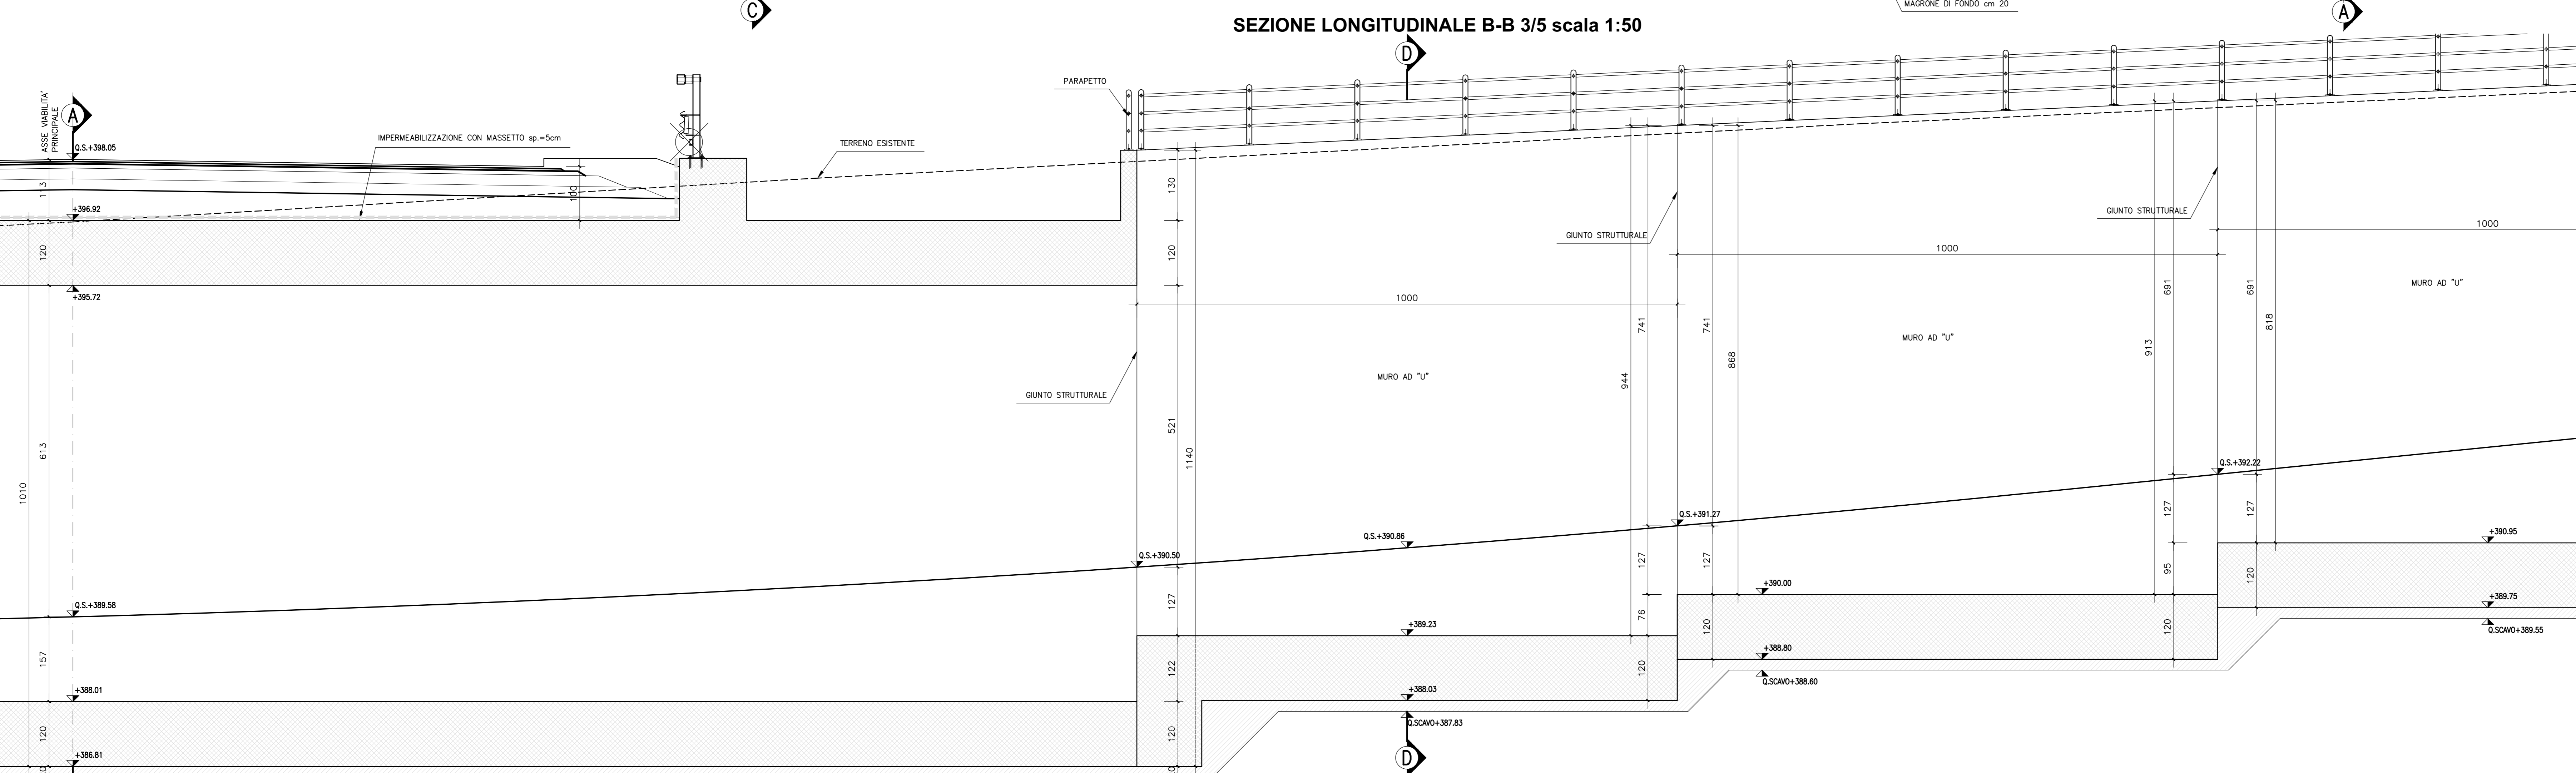 C
MAGRONE DI FONDO cm 20
A
SEZIONE LONGITUDINALE B-B 3/5 scala 1:50
D
PARAPETTO
ASSE VIABILITA'
PRINCIPALE
A
Q.S.+398.05
IMPERMEABILIZZAZIONE CON MASSETTO sp.=5cm
TERRENO ESISTENTE
113
100
130
+396.92
GIUNTO STRUTTURALE
GIUNTO STRUTTURALE
1000
1000
120
120
+395.72
1000
691
691
MURO AD "U"
741
741
818
MURO AD "U"
913
868
MURO AD "U"
944
GIUNTO STRUTTURALE
521
613
1140
1010
Q.S.+392.22
127
127
Q.S.+391.27
Q.S.+390.86
+390.95
Q.S.+390.50
127
127
95
120
+390.00
+389.75
Q.S.+389.58
127
76
120
120
+389.23
Q.SCAVO+389.55
157
122
120
+388.80
Q.SCAVO+388.60
+388.01
+388.03
Q.SCAVO+387.83
120
120
+386.81
D